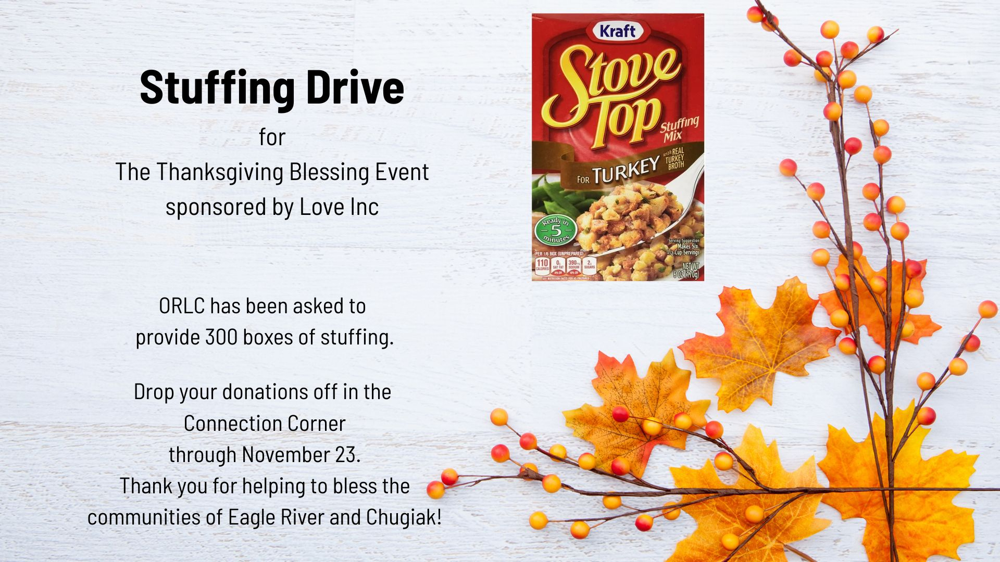 Stuffing Drive
for
The Thanksgiving Blessing Event
sponsored by Love Inc
ORLC has been asked to
provide 300 boxes of stuffing.
Drop your donations off in the
Connection Corner
through November 23.
Thank you for helping to bless the
communities of Eagle River and Chugiak!
Kraft
Stove
Top
Stuffing
Mix
FOR TURKEY
with REAL
TURKEY
BROTH
Ready in
5
minutes
Serving Suggestion
Makes Six
1/2-Cup Servings
PER 1/6 BOX (UNPREPARED)
110
CALORIES
0g
SAT FAT
0% DV
390mg
SODIUM
16% DV
2g
SUGARS
SEE NUTRITION FACTS FOR AS PREPARED
NET WT
6 OZ (170g)